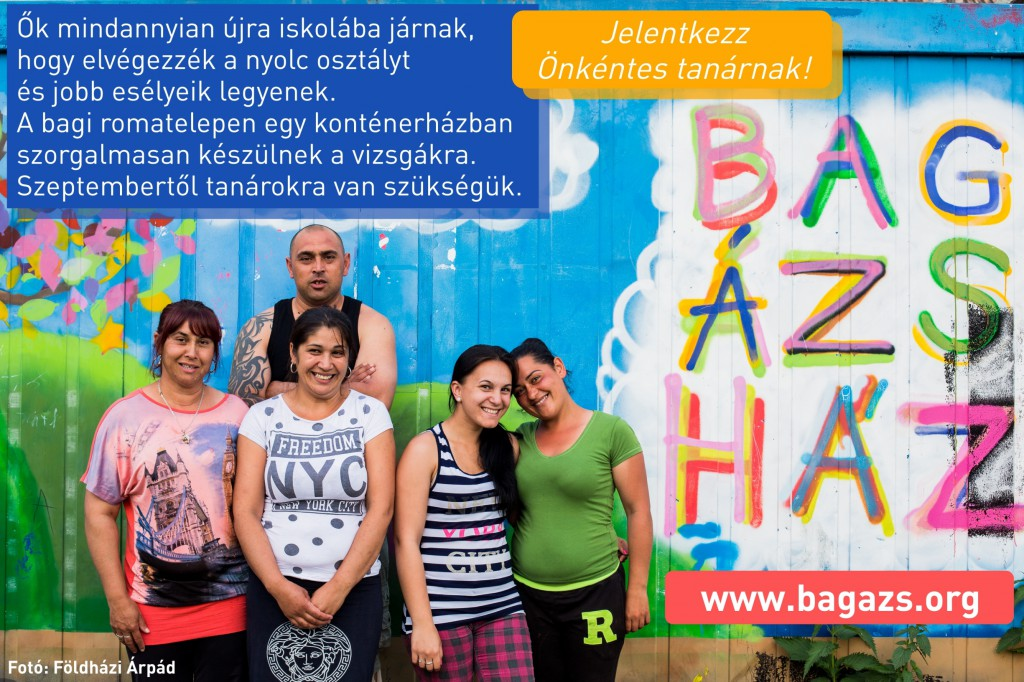 Ők mindannyian újra iskolába járnak,
hogy elvégezzék a nyolc osztályt
és jobb esélyeik legyenek.
A bagi romatelepen egy konténerházban
szorgalmasan készülnek a vizsgákra.
Szeptembertől tanárokra van szükségük.
Jelentkezz
Önkéntes tanárnak!
BAG
ÁZS
HÁZ
FREEDOM
NYC
NEW YORK CITY
CITY
R
www.bagazs.org
Fotó: Földházi Árpád